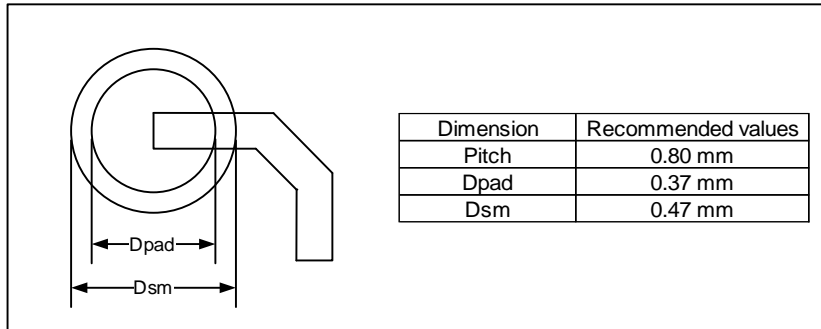 Dimension Recommended values
Pitch 0.80 mm
Dpad 0.37 mm
Dsm 0.47 mm
Dpad
Dsm